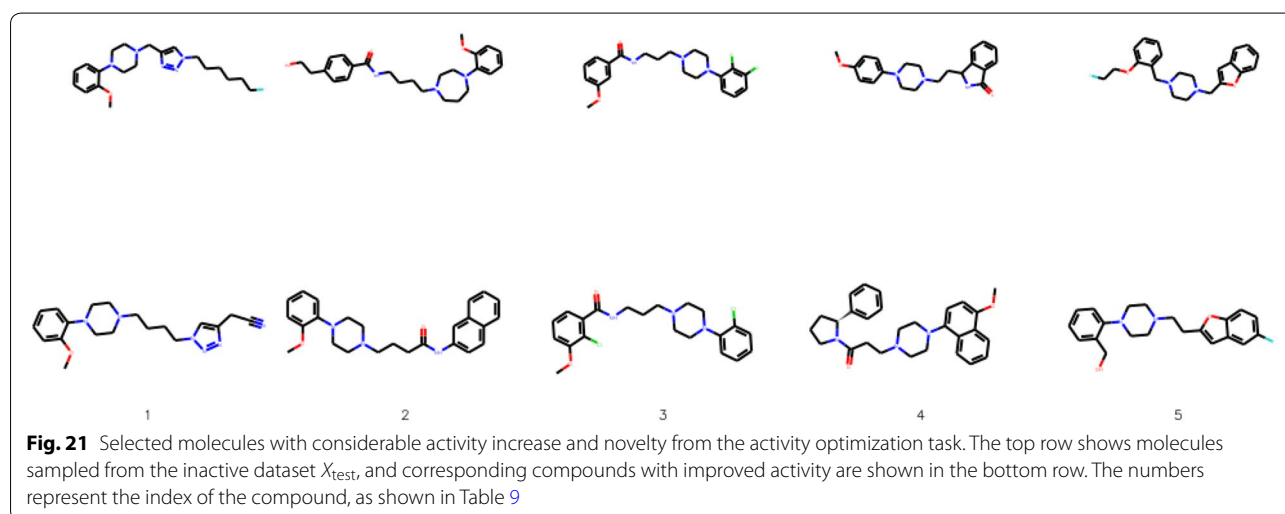 1 2 3 4 5
Fig. 21 Selected molecules with considerable activity increase and novelty from the activity optimization task. The top row shows molecules
sampled from the inactive dataset Xtest, and corresponding compounds with improved activity are shown in the bottom row. The numbers
represent the index of the compound, as shown in Table 9